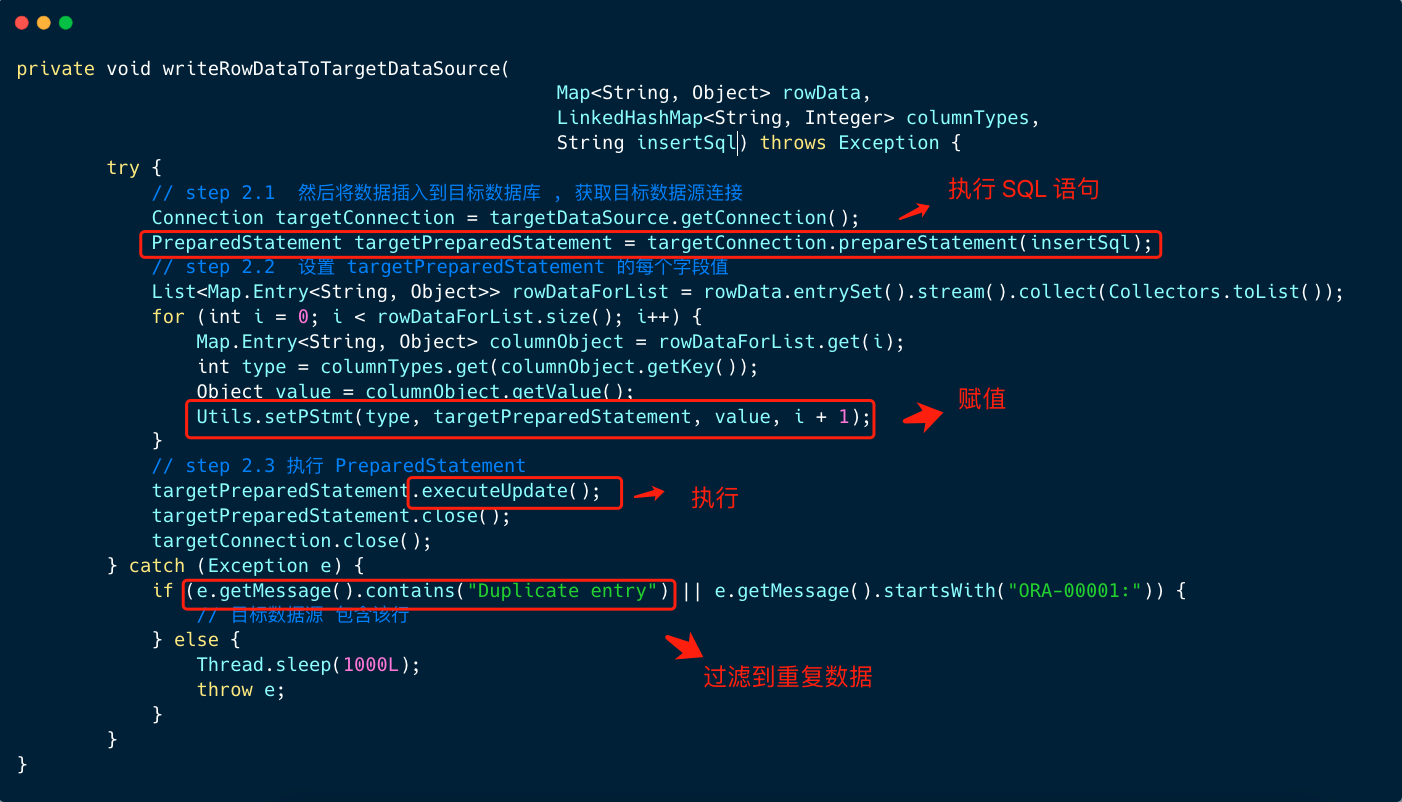 private void writeRowDataToTargetDataSource(
Map<String, Object> rowData,
LinkedHashMap<String, Integer> columnTypes,
String insertSql) throws Exception {
try {
// step 2.1  然后将数据插入到目标数据库 , 获取目标数据源连接
执行 SQL 语句
Connection targetConnection = targetDataSource.getConnection();
PreparedStatement targetPreparedStatement = targetConnection.prepareStatement(insertSql);
// step 2.2  设置 targetPreparedStatement 的每个字段值
List<Map.Entry<String, Object>> rowDataForList = rowData.entrySet().stream().collect(Collectors.toList());
for (int i = 0; i < rowDataForList.size(); i++) {
Map.Entry<String, Object> columnObject = rowDataForList.get(i);
int type = columnTypes.get(columnObject.getKey());
Object value = columnObject.getValue();
赋值
Utils.setPStmt(type, targetPreparedStatement, value, i + 1);
}
// step 2.3 执行 PreparedStatement
targetPreparedStatement.executeUpdate();
执行
targetPreparedStatement.close();
targetConnection.close();
} catch (Exception e) {
if (e.getMessage().contains("Duplicate entry") || e.getMessage().startsWith("ORA-00001:")) {
// 目标数据源 包含该行
} else {
Thread.sleep(1000L);
过滤到重复数据
throw e;
}
}
}